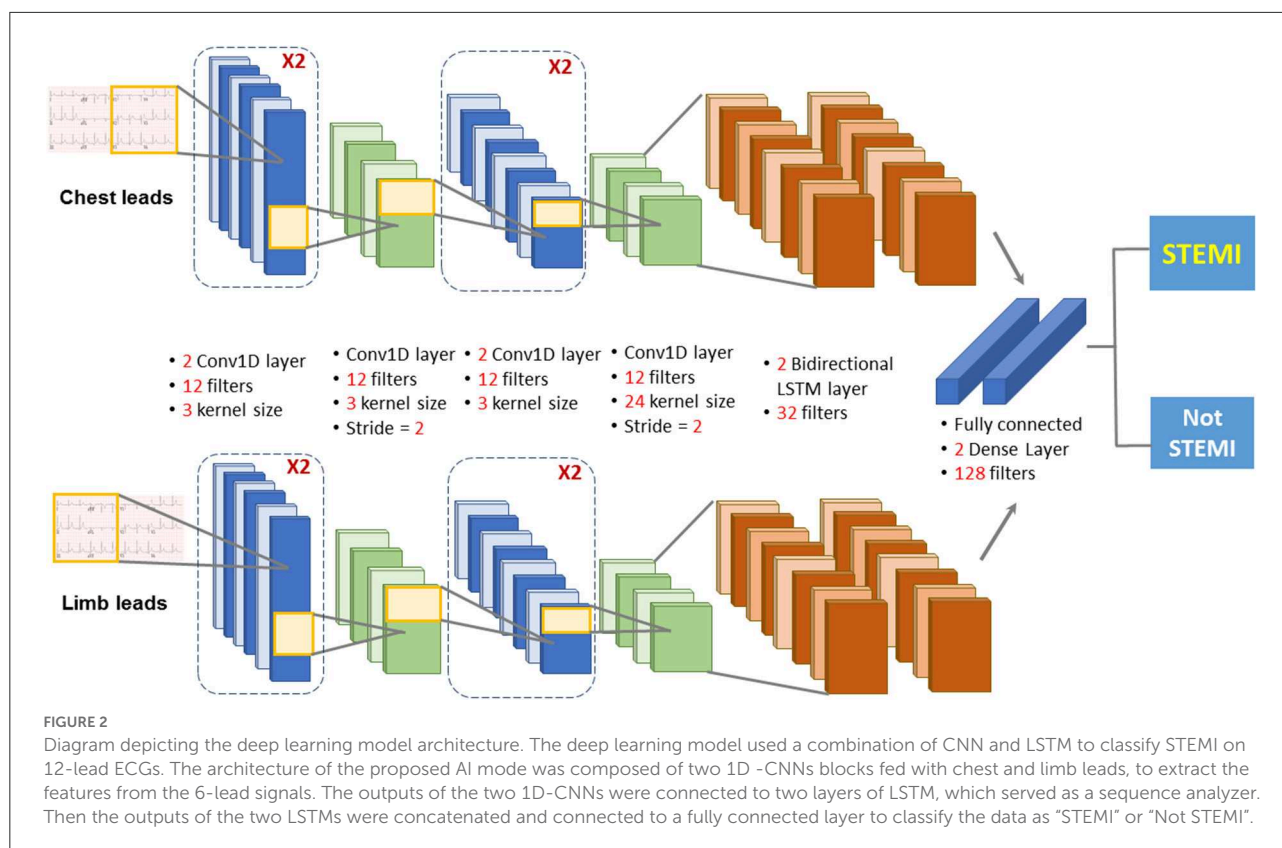 X2
X2
Chest leads
• 2 Conv1D layer
• 12 filters
• 3 kernel size
Conv1D layer
• 12 filters
• 3 kernel size
• Stride = 2
• 2 Conv1D layer
• 12 filters
• 3 kernel size
Conv1D layer
• 12 filters
• 24 kernel size
• Stride = 2
• 2 Bidirectional
LSTM layer
• 32 filters
• Fully connected
• 2 Dense Layer
• 128 filters
STEMI
Not
STEMI
X2
X2
Limb leads
FIGURE 2
Diagram depicting the deep learning model architecture. The deep learning model used a combination of CNN and LSTM to classify STEMI on
12-lead ECGs. The architecture of the proposed AI mode was composed of two 1D -CNNs blocks fed with chest and limb leads, to extract the
features from the 6-lead signals. The outputs of the two 1D-CNNs were connected to two layers of LSTM, which served as a sequence analyzer.
Then the outputs of the two LSTMs were concatenated and connected to a fully connected layer to classify the data as “STEMI” or “Not STEMI”.